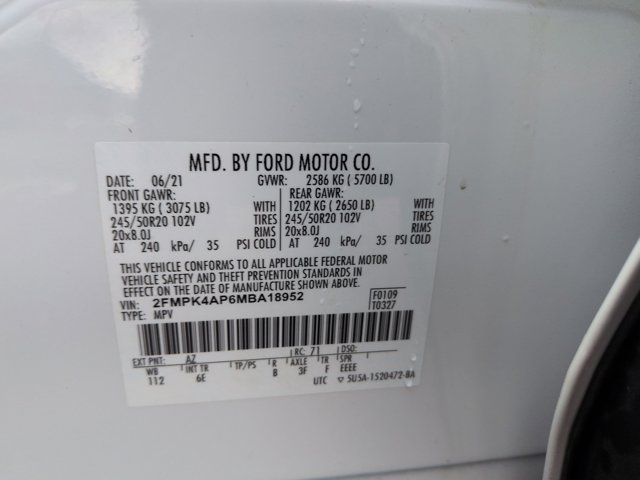 MFD. BY FORD MOTOR CO.
DATE: 06/21 GVWR: 2586 KG ( 5700 LB)
FRONT GAWR: REAR GAWR:
1395 KG ( 3075 LB) WITH 1202 KG ( 2650 LB) WITH
245/50R20 102V TIRES 245/50R20 102V TIRES
20x8.0J RIMS 20x8.0J RIMS
AT 240 kPa/ 35 PSI COLD AT 240 kPa/ 35 PSI COLD
THIS VEHICLE CONFORMS TO ALL APPLICABLE FEDERAL MOTOR
VEHICLE SAFETY AND THEFT PREVENTION STANDARDS IN
EFFECT ON THE DATE OF MANUFACTURE SHOWN ABOVE.
VIN: 2FMPK4AP6MBA18952 F0109
TYPE: MPV T0327
EXT PNT: AZ RC: 71 DSO:
WB INT TR TP/PS R AXLE TR SPR
112 6E B 3F F EEEE
UTC ▽ 5U5A-1520472-BA